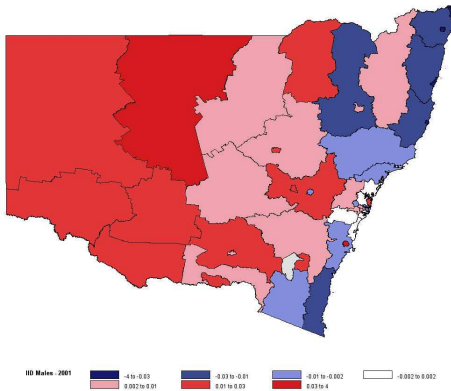 IID Males - 2001
-4 to -0.03
-0.03 to -0.01
-0.01 to -0.002
-0.002 to 0.002
0.002 to 0.01
0.01 to 0.03
0.03 to 4